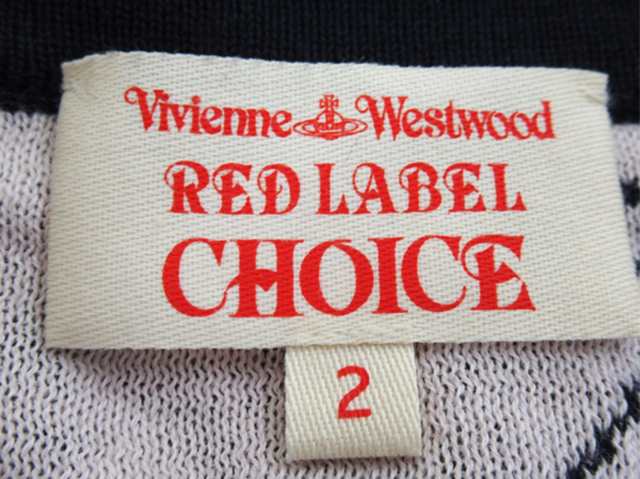 Vivienne Westwood
RED LABEL
CHOICE
2